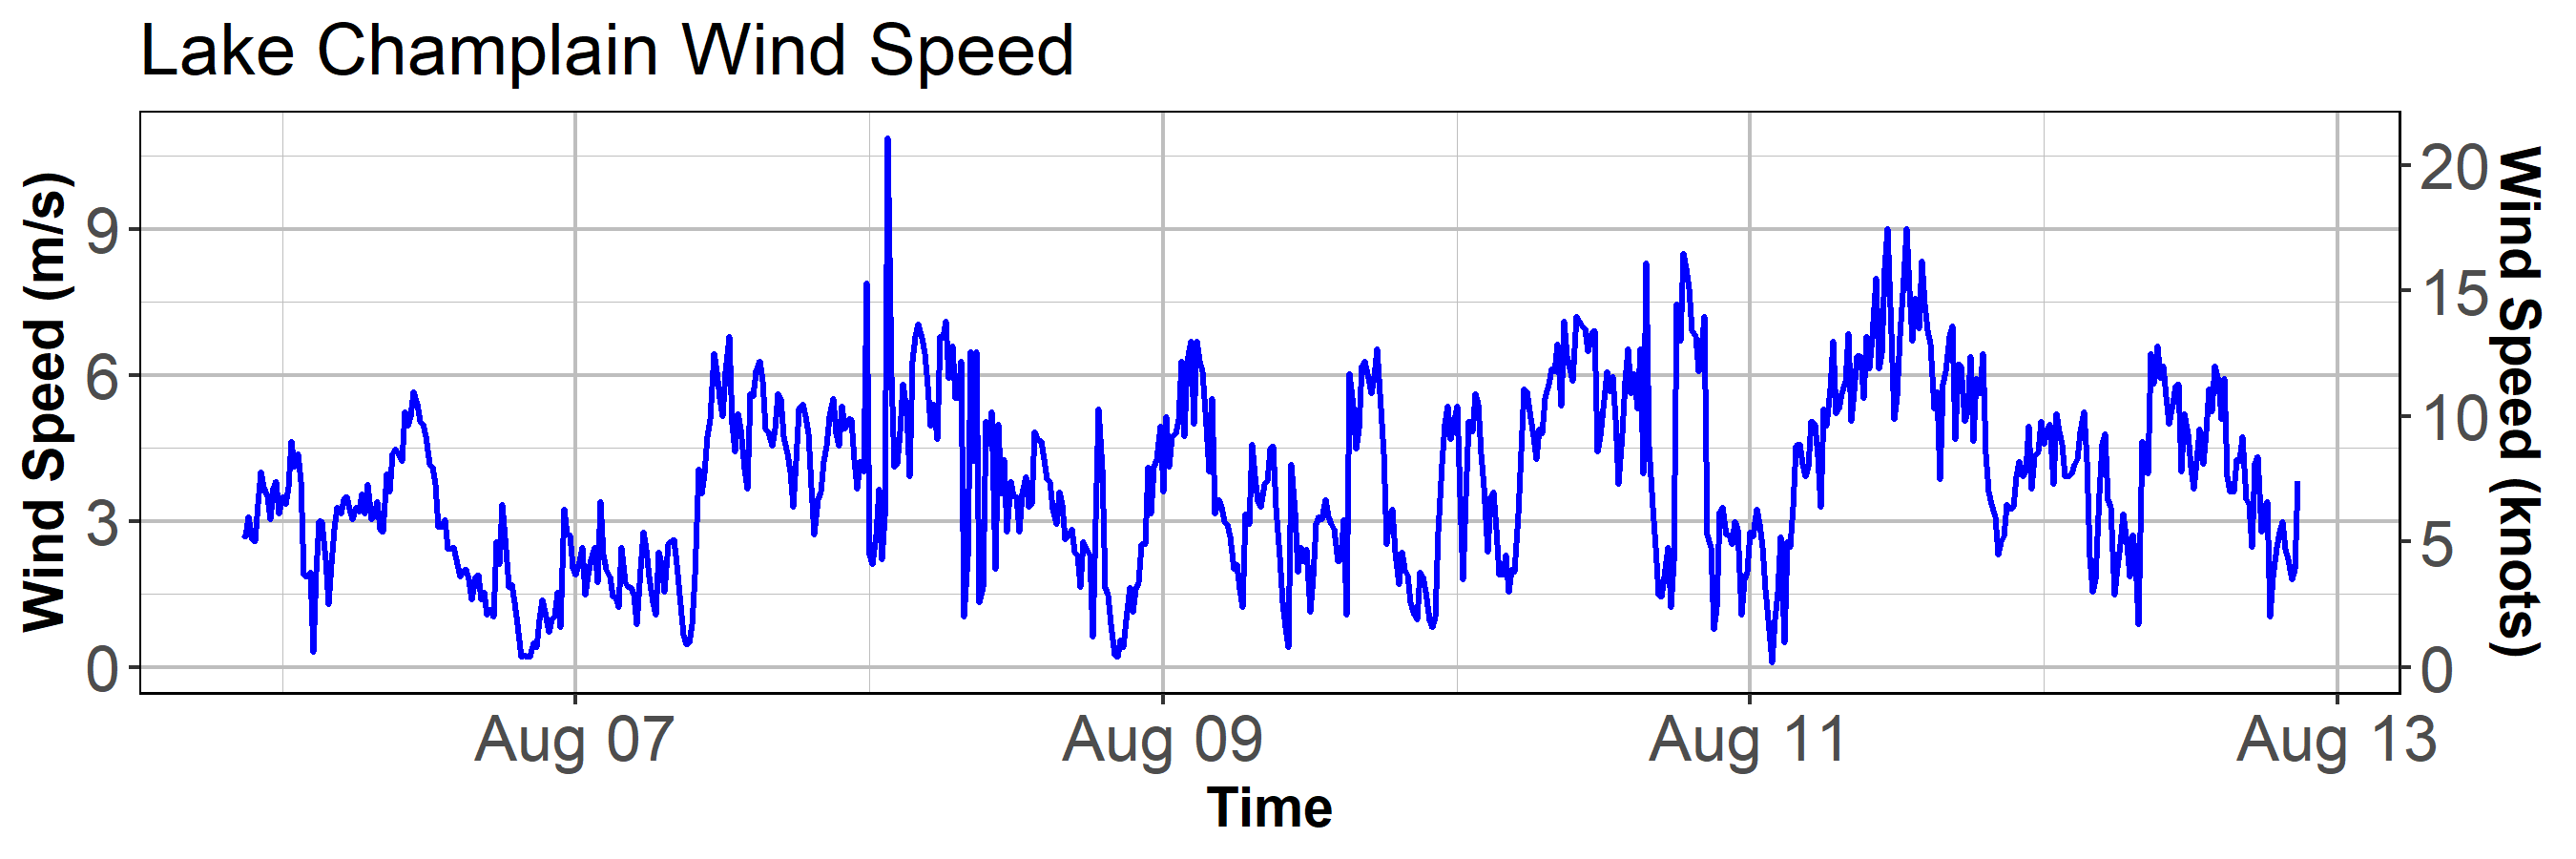 Lake Champlain Wind Speed
Wind Speed (m/s)
9
6
3
0
20
15
10
5
0
Wind Speed (knots)
Aug 07
Aug 09
Aug 11
Aug 13
Time